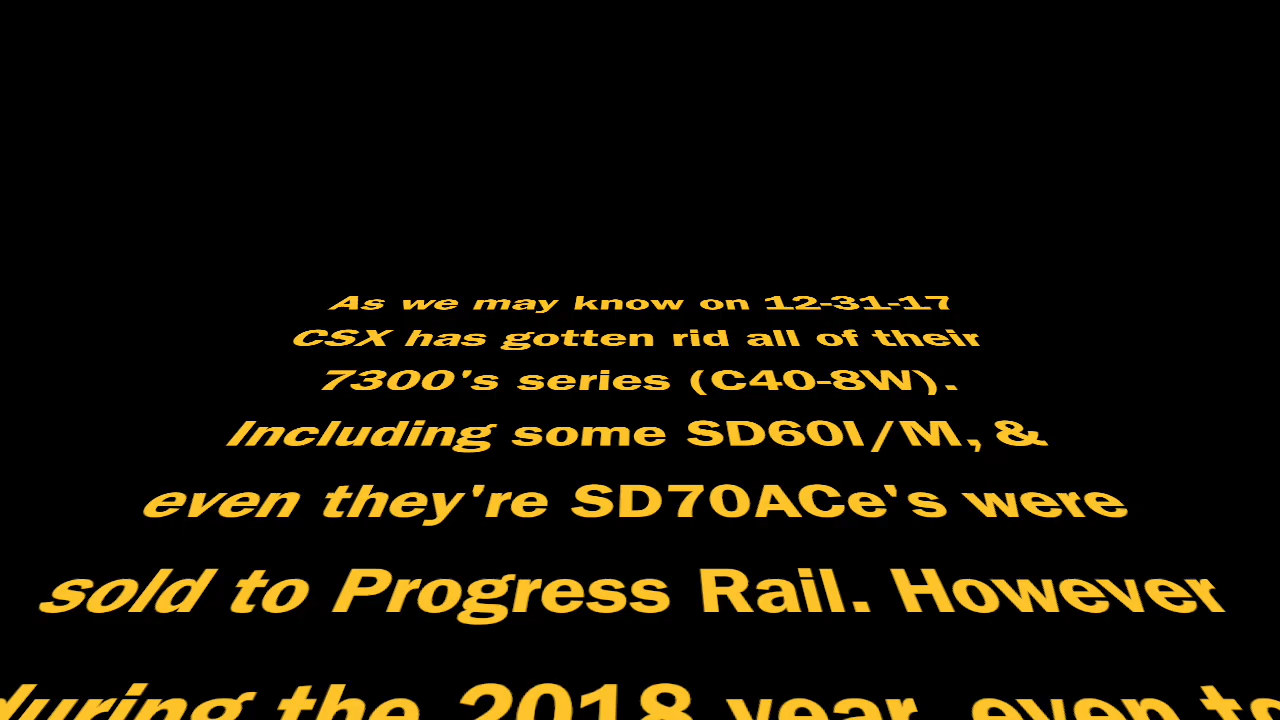 As we may know on 12-31-17
CSX has gotten rid all of their
7300's series (C40-8W).
Including some SD60I/M, &
even they're SD70ACe's were
sold to Progress Rail. However
during the 2018 year, even to